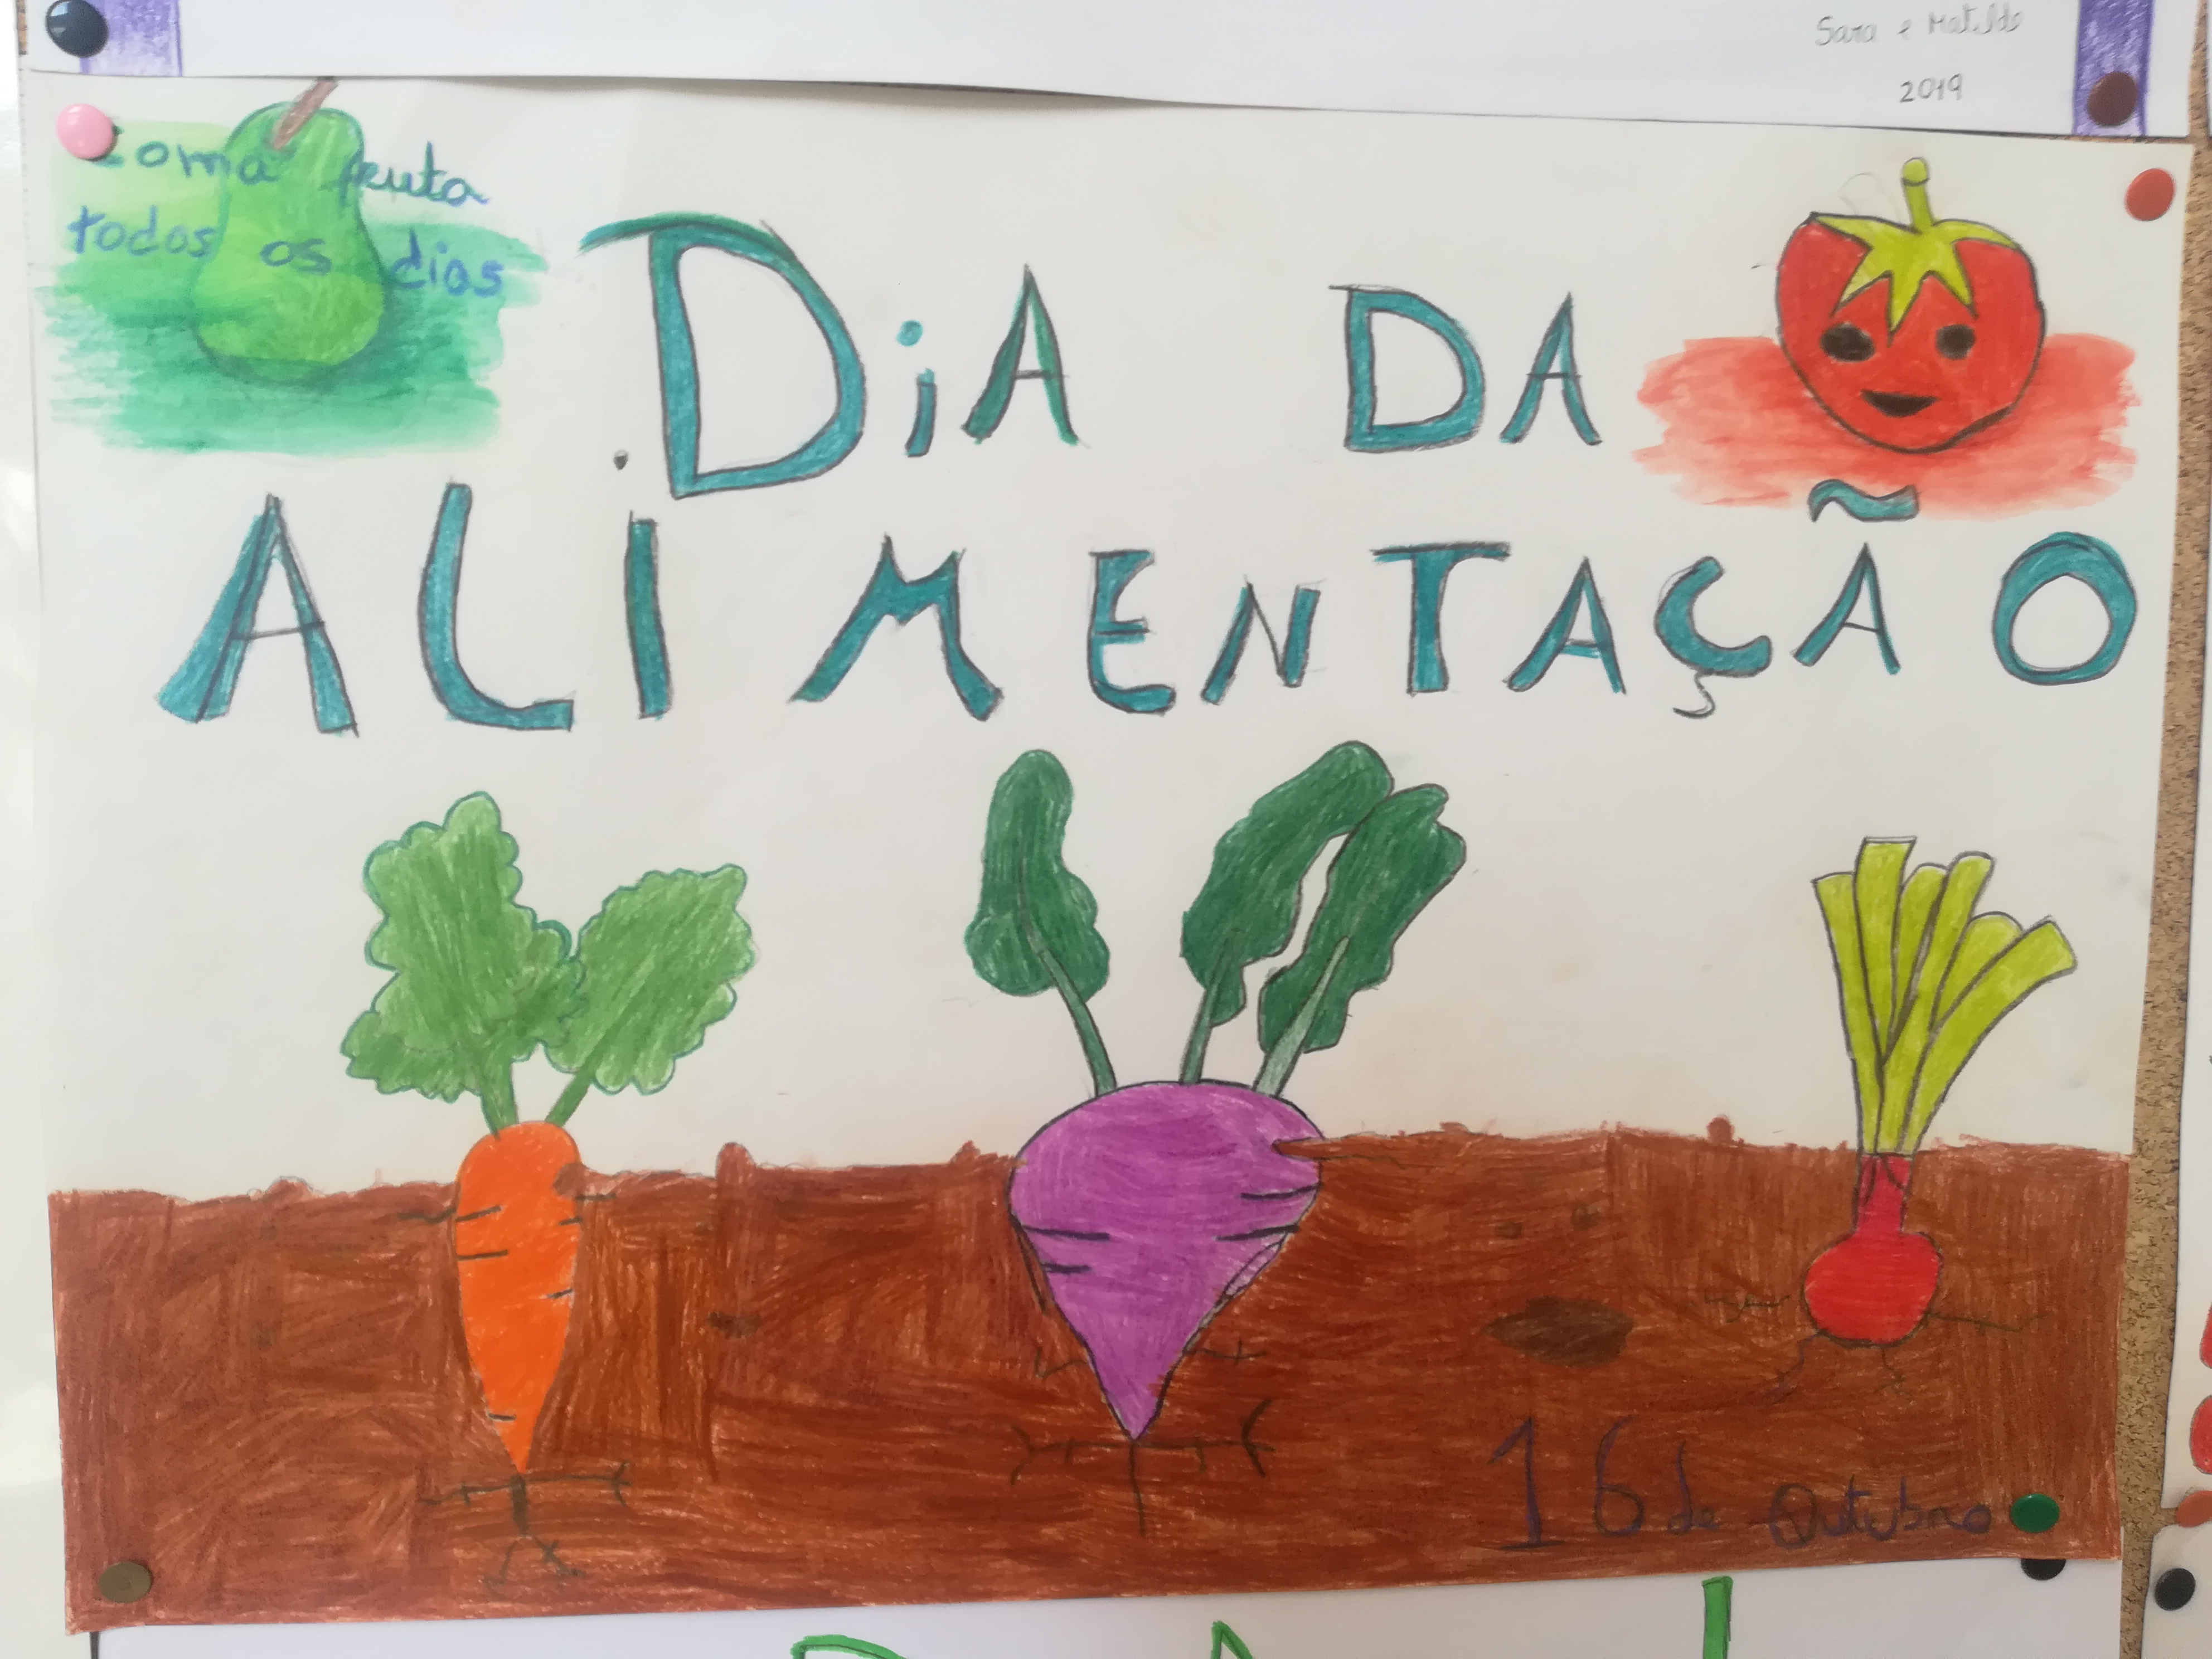 Sara e Matilde
2019
Coma fruta
todos os dias
DiA DA
ALIMENTAÇÃO
16 de Outubro